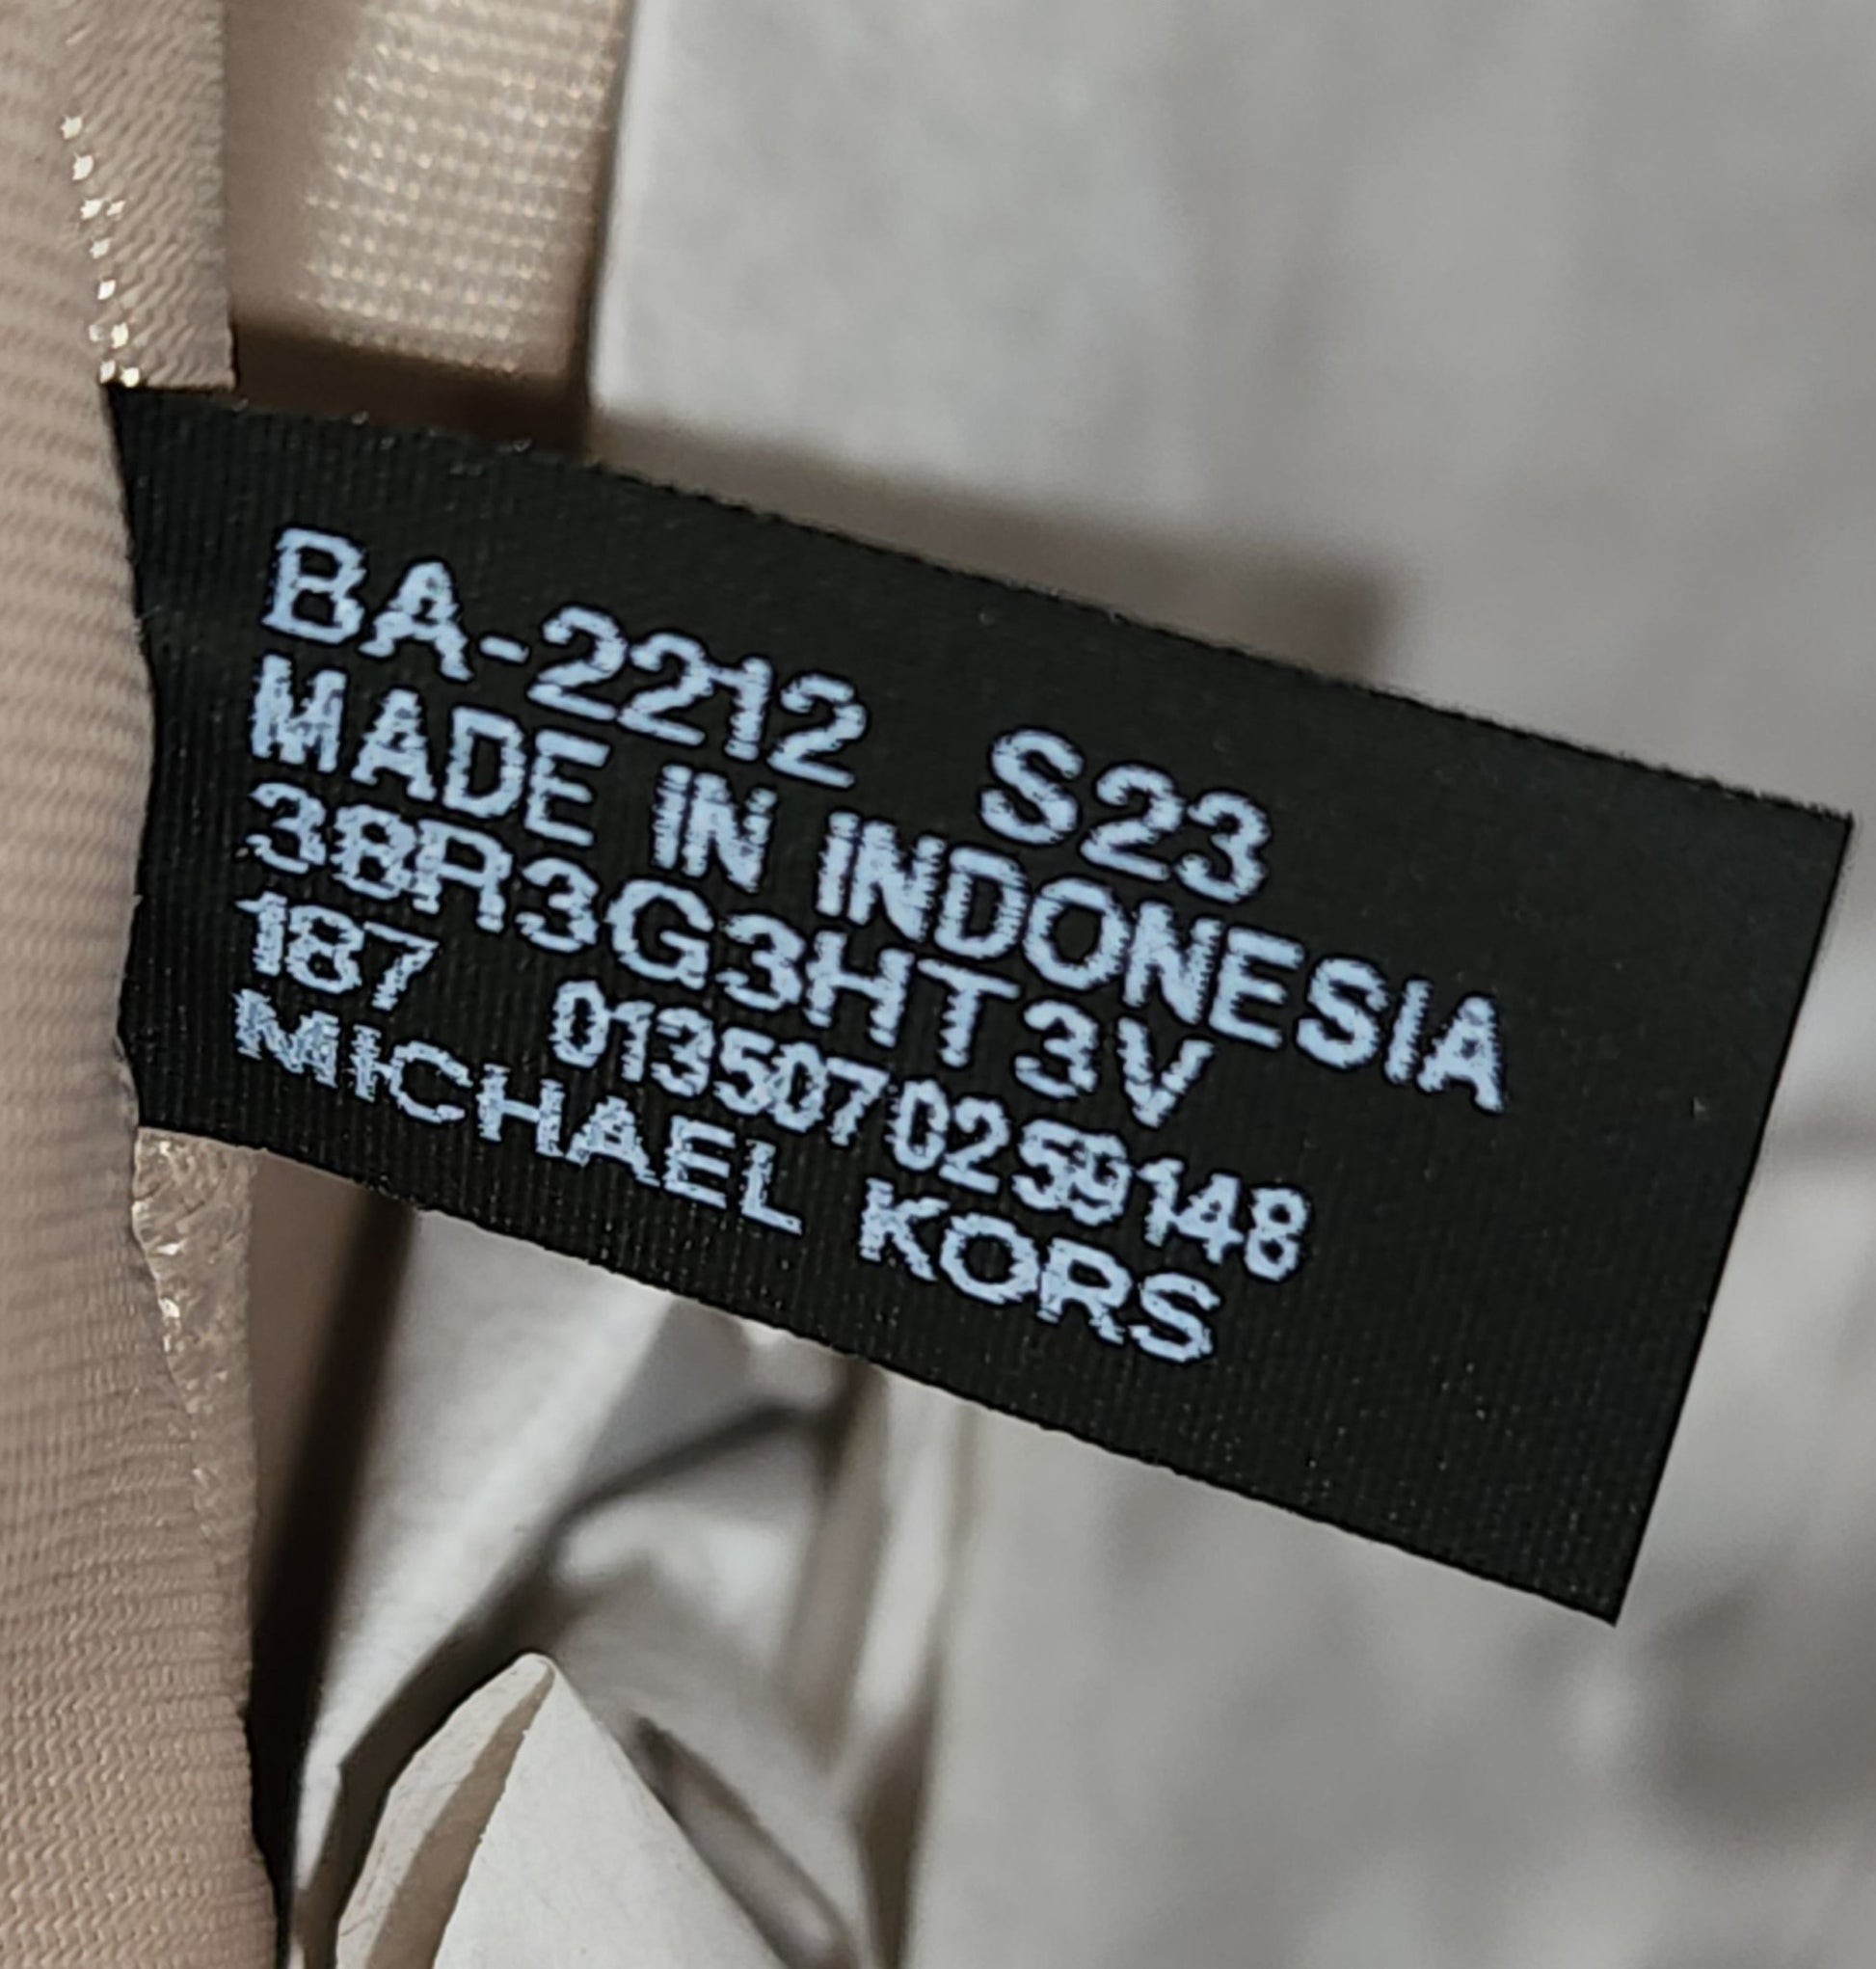 BA-2212 S23
MADE IN INDONESIA
38R3G3HT3V
187 0135070259148
MICHAEL KORS